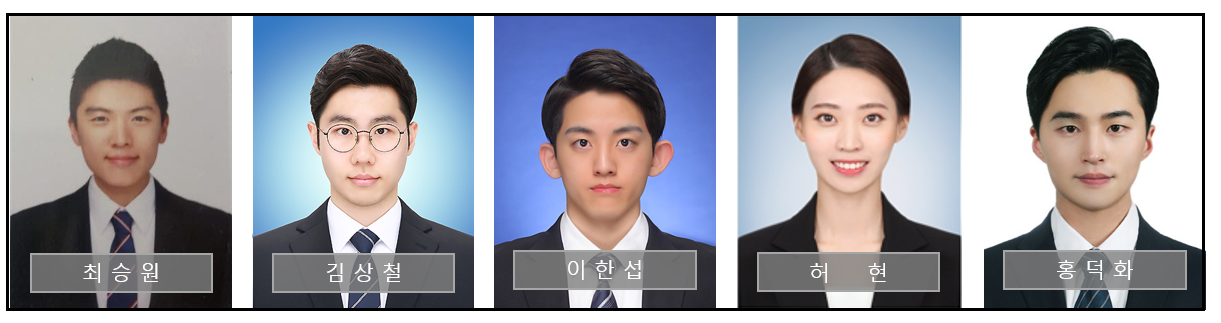 최 승 원
김 상 철
이 한 섭
허 현
홍 덕 화